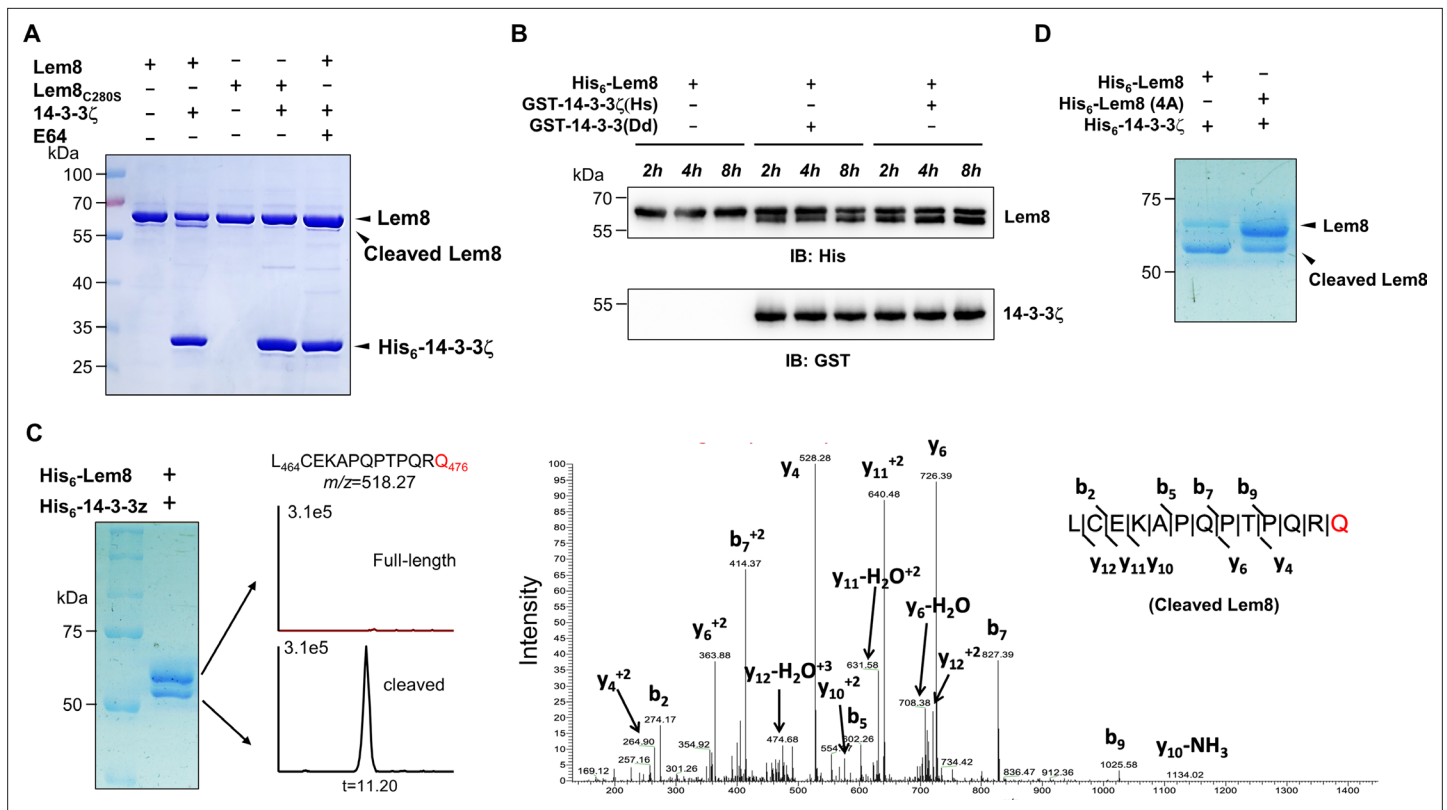 A
Lem8 + + – – +
Lem8C280S – – + + –
14-3-3ζ – + – + +
E64 – – – – +
kDa
100
70
55
40
35
25
Lem8
Cleaved Lem8
His6-14-3-3ζ
B
His6-Lem8 + + +
GST-14-3-3ζ(Hs) – – +
GST-14-3-3(Dd) – + –
kDa 2h 4h 8h 2h 4h 8h 2h 4h 8h
70
55
Lem8
IB: His
55
14-3-3ζ
IB: GST
D
His6-Lem8 + –
His6-Lem8 (4A) – +
His6-14-3-3ζ + +
75
50
Lem8
Cleaved Lem8
C
His6-Lem8 +
His6-14-3-3z +
kDa
75
50
L464CEKAPQPTPQRQ476
m/z=518.27
3.1e5
Full-length
3.1e5
cleaved
t=11.20
Intensity
100
95
90
85
80
75
70
65
60
55
50
45
40
35
30
25
20
15
10
5
0
200 300 400 500 600 700 800 900 1000 1100 1200 1300 1400
169.12
y4+2
264.90
257.16
b2
274.17
301.26
354.92
y6+2
363.88
b7+2
414.37
y12-H2O+3
474.68
y4
528.28
y10+2
b5
602.26
y11-H2O+2
631.58
y11+2
640.48
y6-H2O
708.38
y6
726.39
y12+2
734.42
b7
827.39
836.47
912.36
b9
1025.58
y10-NH3
1134.02
b2 b5 b7 b9
L C E K A P Q P T P Q R Q
y12 y11 y10 y6 y4
(Cleaved Lem8)